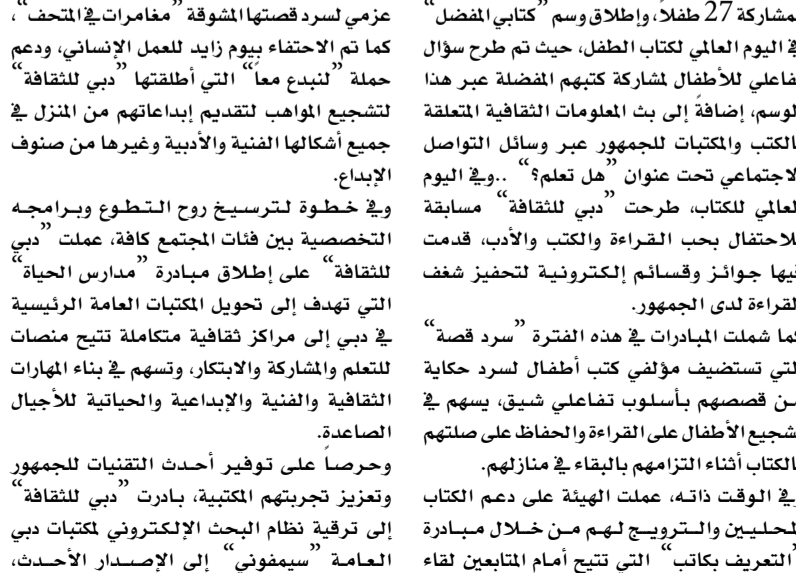 بمشاركة 27 طفلاً، وإطلاق وسم ”كتابي المفضل“
في اليوم العالمي لكتاب الطفل، حيث تم طرح سؤال
تفاعلي للأطفال لمشاركة كتبهم المفضلة عبر هذا
الوسم، إضافةً إلى بث المعلومات الثقافية المتعلقة
بالكتب والمكتبات للجمهور عبر وسائل التواصل
الاجتماعي تحت عنوان ”هل تعلم؟“ ..وفي اليوم
العالمي للكتاب، طرحت ”دبي للثقافة“ مسابقة
للاحتفال بحب القراءة والكتب والأدب، قدمت
فيها جوائز وقسائم إلكترونية لتحفيز شغف
القراءة لدى الجمهور.
كما شملت المبادرات في هذه الفترة ”سرد قصة“
التي تستضيف مؤلفي كتب أطفال لسرد حكاية
من قصصهم بأسلوب تفاعلي شيق، يسهم في
تشجيع الأطفال على القراءة والحفاظ على صلتهم
بالكتاب أثناء التزامهم بالبقاء في منازلهم.
وفي الوقت ذاته، عملت الهيئة على دعم الكتاب
المحليين والترويج لهم من خلال مبادرة
”التعريف بكاتب“ التي تتيح أمام المتابعين لقاء
عزمي لسرد قصتها المشوقة ”مغامرات في المتحف“،
كما تم الاحتفاء بيوم زايد للعمل الإنساني، ودعم
حملة ”لنبدع معاً“ التي أطلقتها ”دبي للثقافة“
لتشجيع المواهب لتقديم إبداعاتهم من المنزل في
جميع أشكالها الفنية والأدبية وغيرها من صنوف
الإبداع.
وفي خطوة لترسيخ روح التطوع وبرامجه
التخصصية بين فئات المجتمع كافة، عملت ”دبي
للثقافة“ على إطلاق مبادرة ”مدارس الحياة“
التي تهدف إلى تحويل المكتبات العامة الرئيسية
في دبي إلى مراكز ثقافية متكاملة تتيح منصات
للتعلم والمشاركة والابتكار، وتسهم في بناء المهارات
الثقافية والفنية والإبداعية والحياتية للأجيال
الصاعدة.
وحرصاً على توفير أحدث التقنيات للجمهور
وتعزيز تجربتهم المكتبية، بادرت ”دبي للثقافة“
إلى ترقية نظام البحث الإلكتروني لمكتبات دبي
العامة ”سيمفوني“ إلى الإصدار الأحدث،